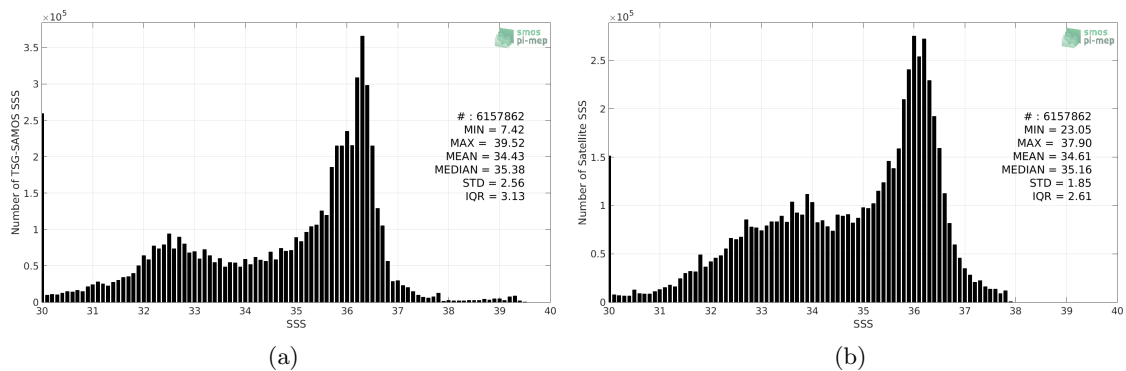 ×10⁵
3.5
3
2.5
2
1.5
1
0.5
0
30
31
32
33
34
35
36
37
38
39
40
SSS
Number of TSG-SAMOS SSS
smos
pi-mep
# : 6157862
MIN = 7.42
MAX = 39.52
MEAN = 34.43
MEDIAN = 35.38
STD = 2.56
IQR = 3.13
(a)
×10⁵
2.5
2
1.5
1
0.5
0
30
31
32
33
34
35
36
37
38
39
40
SSS
Number of Satellite SSS
smos
pi-mep
# : 6157862
MIN = 23.05
MAX = 37.90
MEAN = 34.61
MEDIAN = 35.16
STD = 1.85
IQR = 2.61
(b)